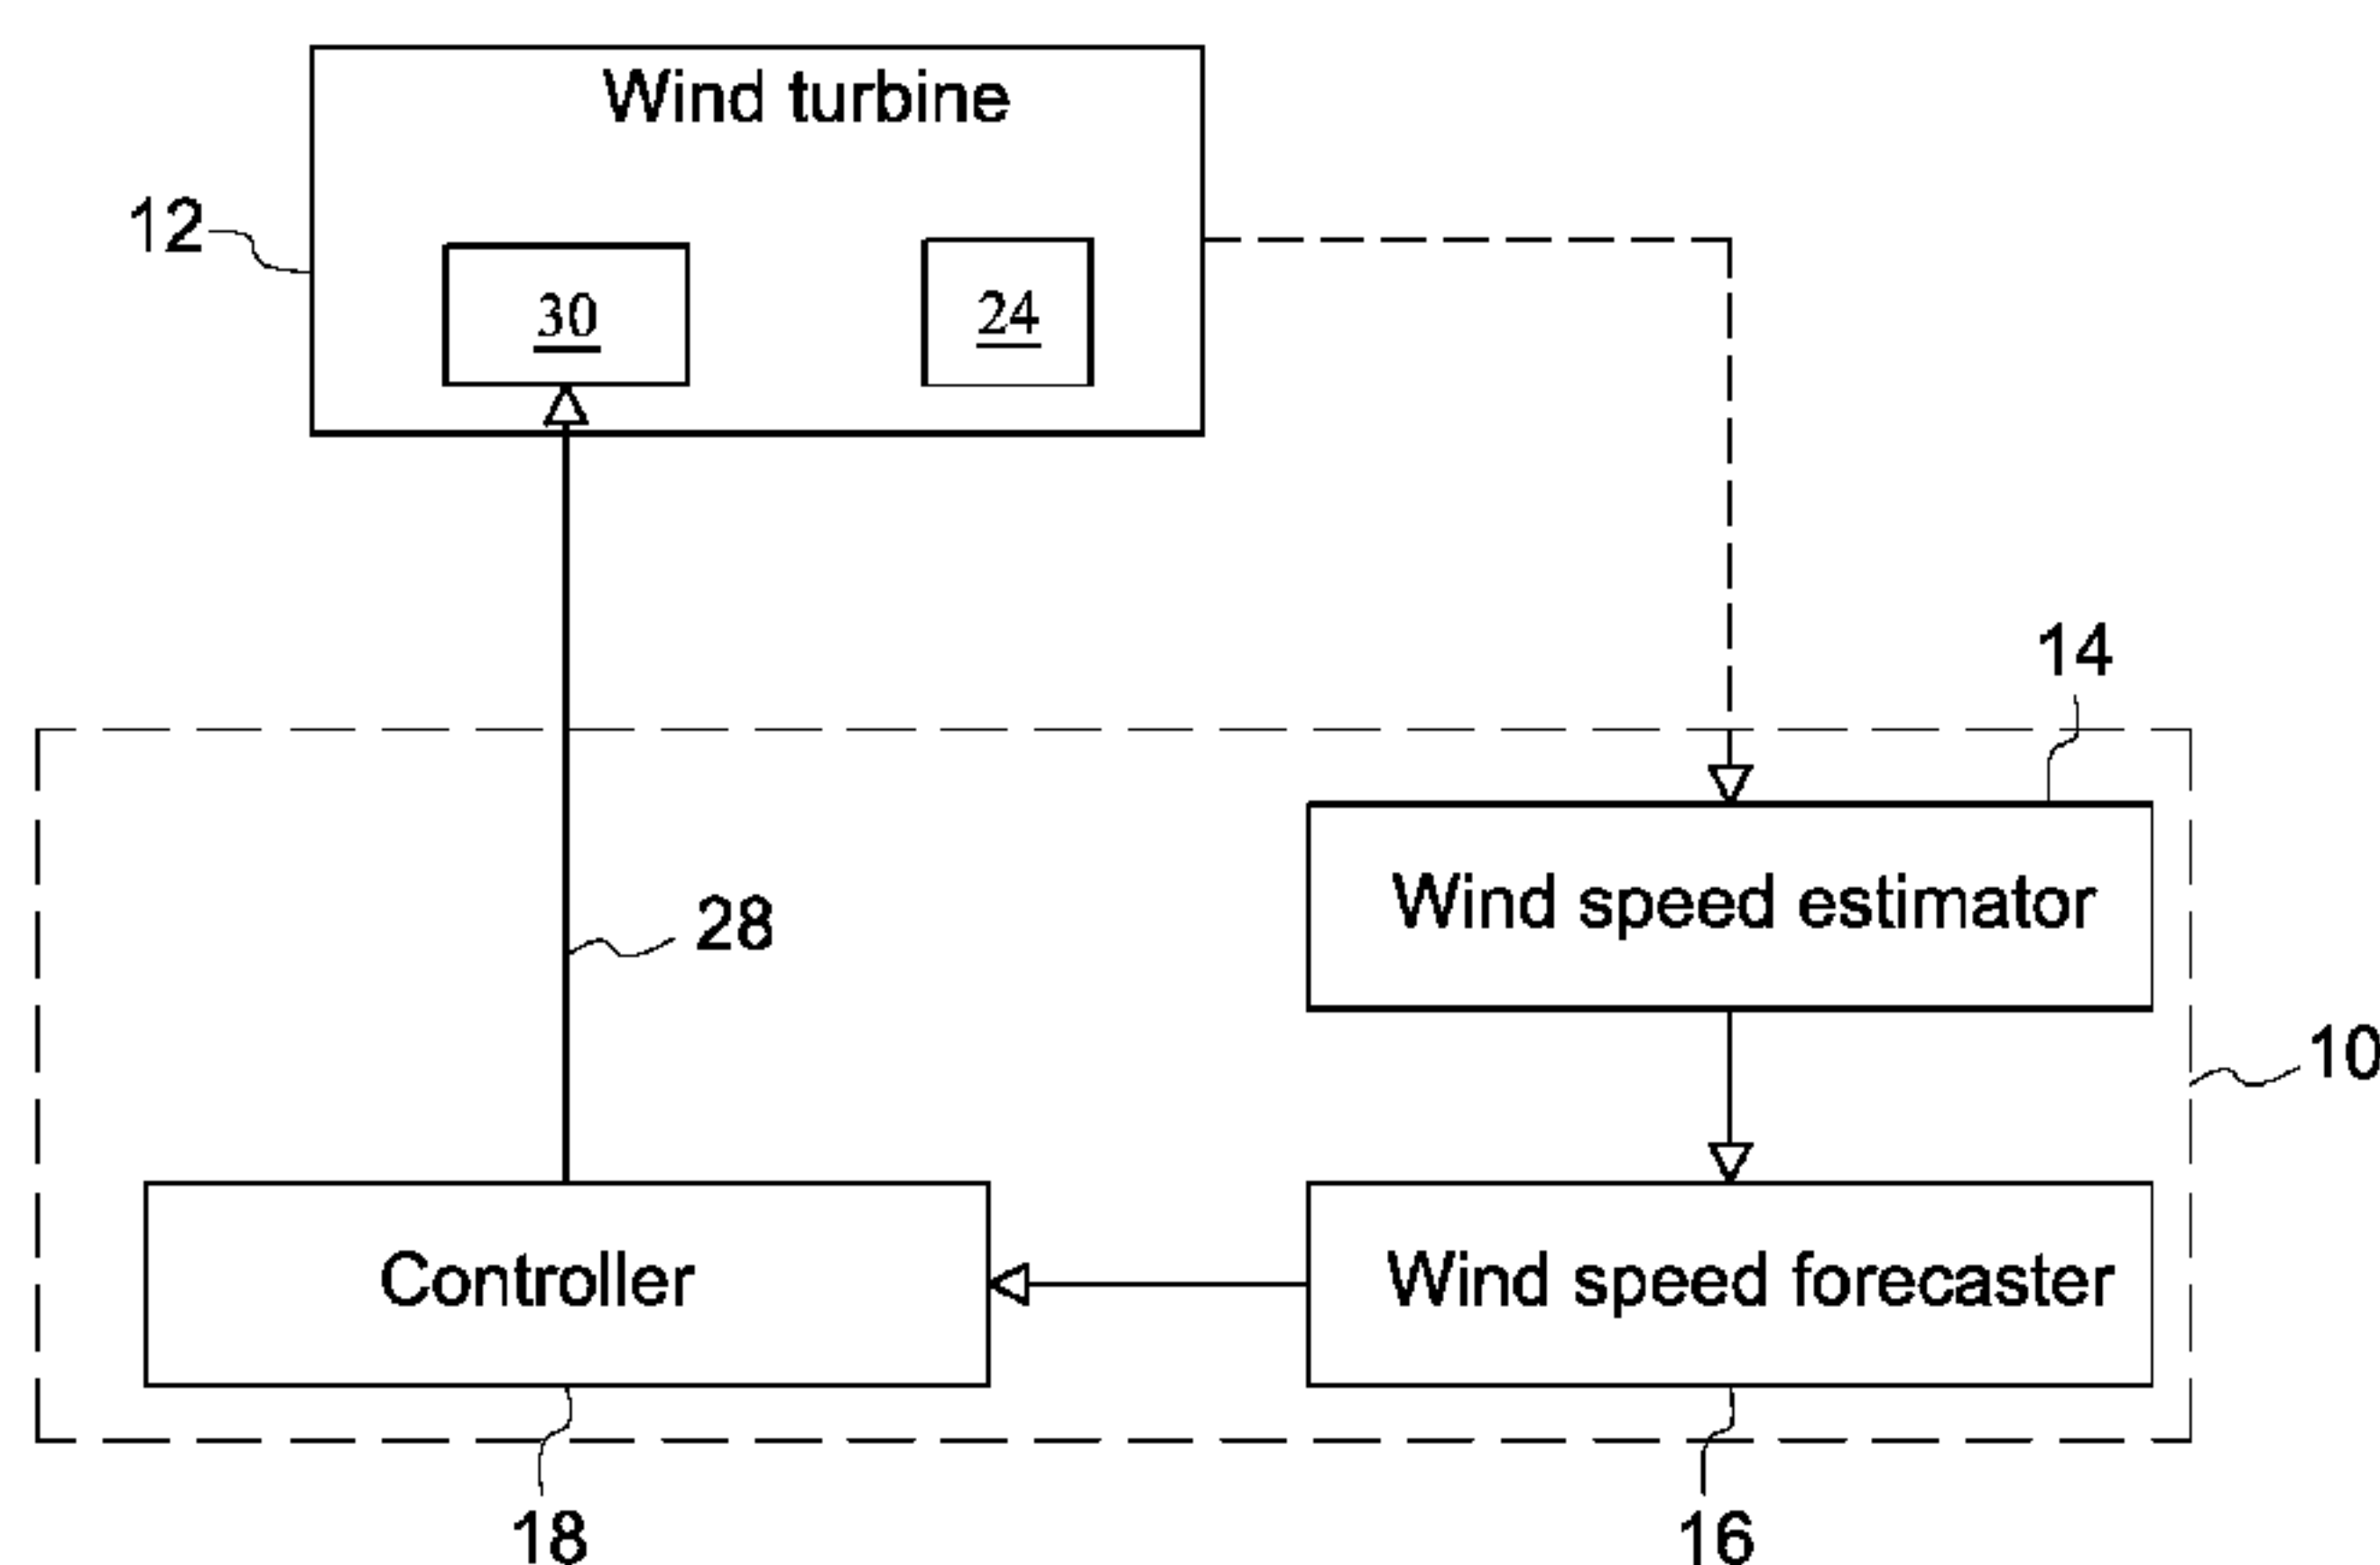 Wind turbine
12
30
24
14
Wind speed estimator
28
10
Controller
Wind speed forecaster
18
16